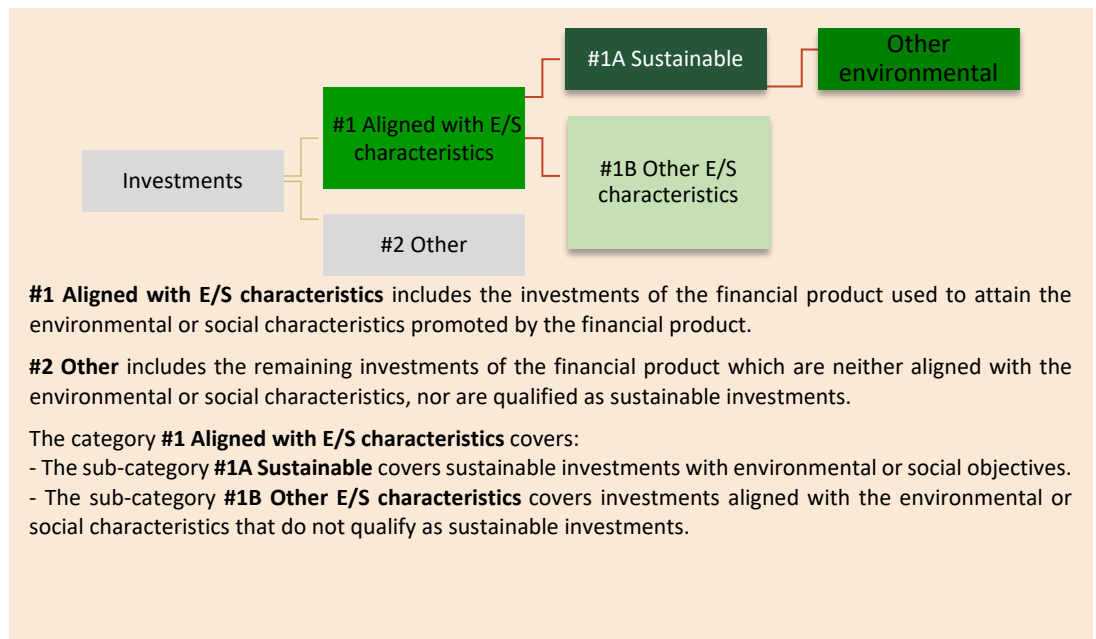 #1A Sustainable
Other
environmental
#1 Aligned with E/S
characteristics
#1B Other E/S
characteristics
Investments
#2 Other
#1 Aligned with E/S characteristics includes the investments of the financial product used to attain the
environmental or social characteristics promoted by the financial product.
#2 Other includes the remaining investments of the financial product which are neither aligned with the
environmental or social characteristics, nor are qualified as sustainable investments.
The category #1 Aligned with E/S characteristics covers:
- The sub-category #1A Sustainable covers sustainable investments with environmental or social objectives.
- The sub-category #1B Other E/S characteristics covers investments aligned with the environmental or
social characteristics that do not qualify as sustainable investments.